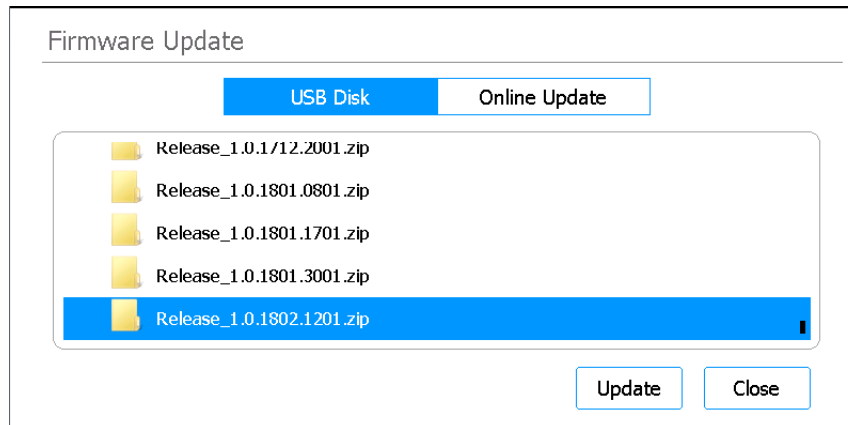 Firmware Update
USB Disk Online Update
Release_1.0.1712.2001.zip
Release_1.0.1801.0801.zip
Release_1.0.1801.1701.zip
Release_1.0.1801.3001.zip
Release_1.0.1802.1201.zip
Update Close